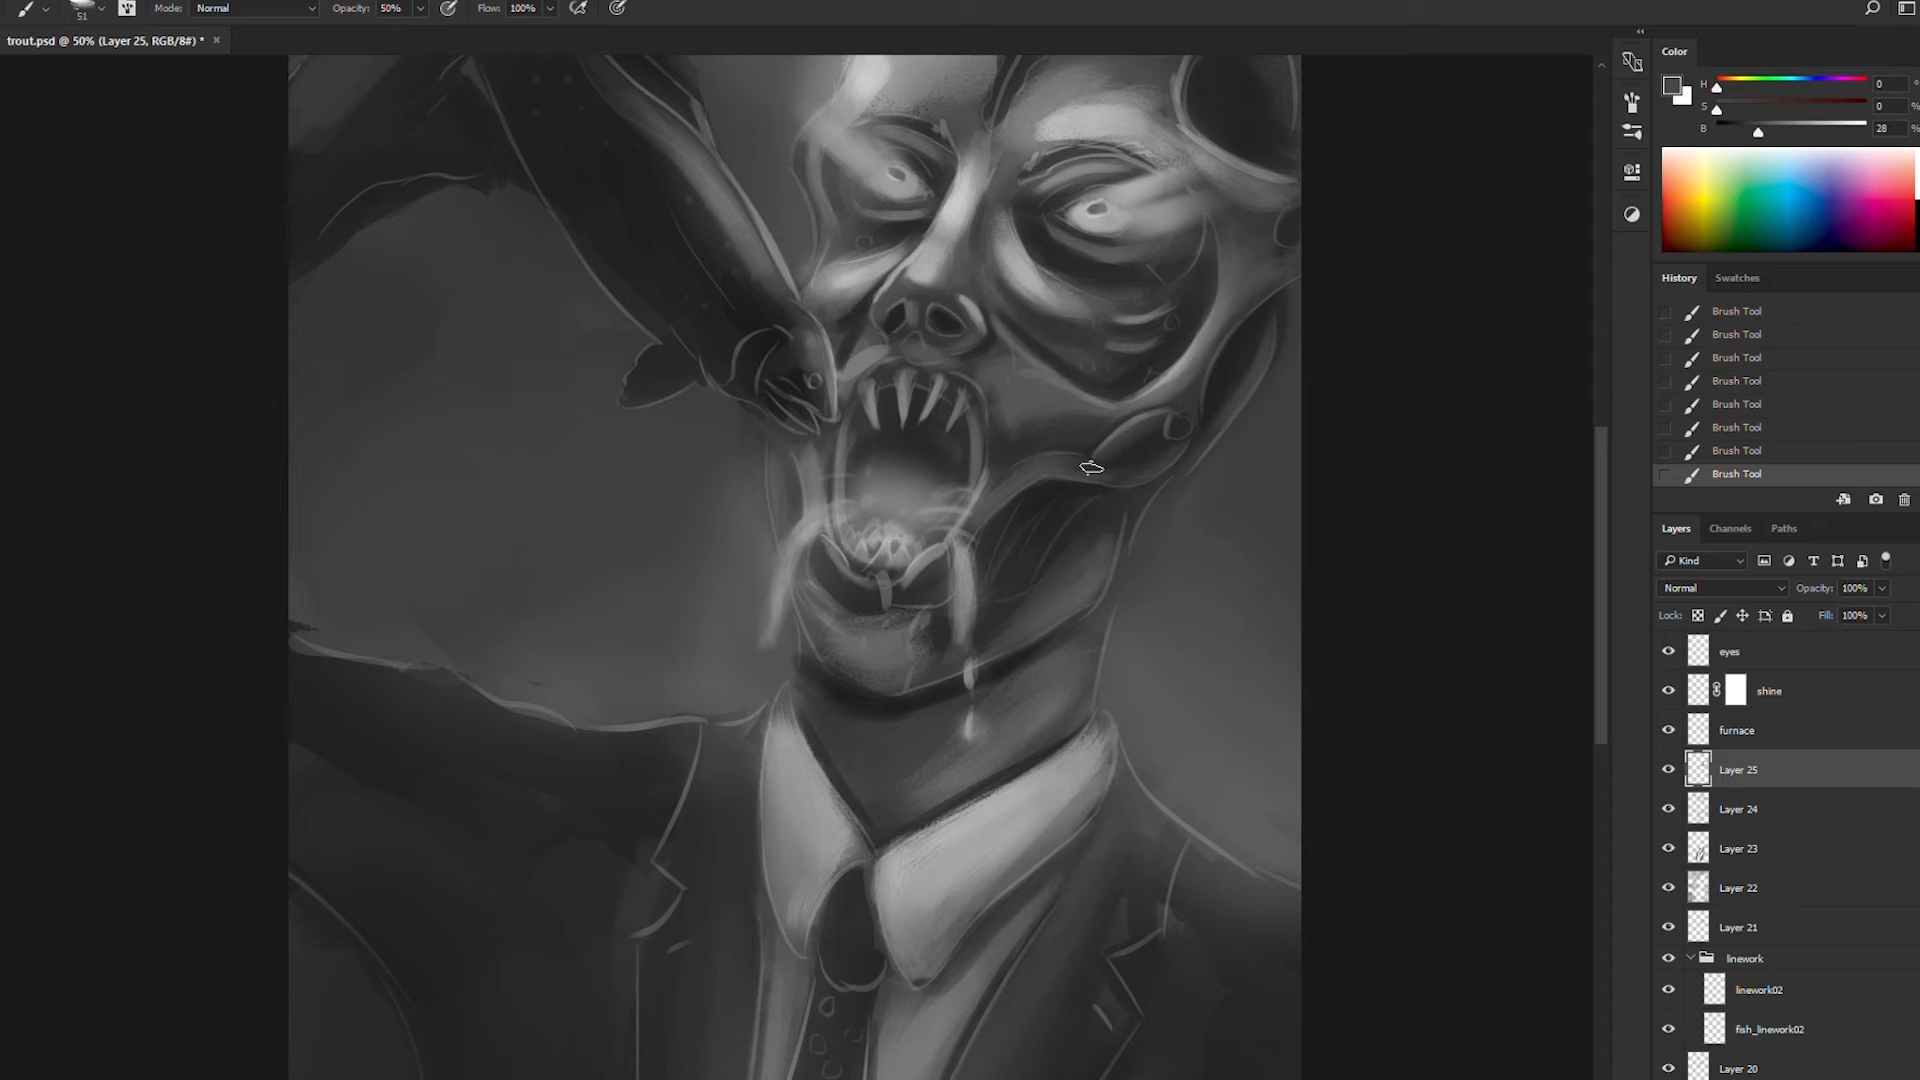 51 Mode: Normal Opacity: 50% Flow: 100%
trout.psd @ 50% (Layer 25, RGB/8#) * ×
Color
H 0 °
S 0 %
B 28 %
History Swatches
Brush Tool
Brush Tool
Brush Tool
Brush Tool
Brush Tool
Brush Tool
Brush Tool
Brush Tool
Layers Channels Paths
Kind
Normal Opacity: 100%
Lock: Fill: 100%
eyes
shine
furnace
Layer 25
Layer 24
Layer 23
Layer 22
Layer 21
linework
linework02
fish_linework02
Layer 20